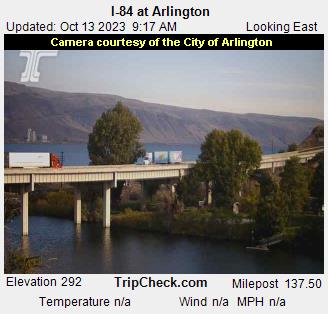 I-84 at Arlington
Updated: Oct 13 2023 9:17 AM Looking East
Camera courtesy of the City of Arlington
Elevation 292 TripCheck.com Milepost 137.50
Temperature n/a Wind n/a MPH n/a